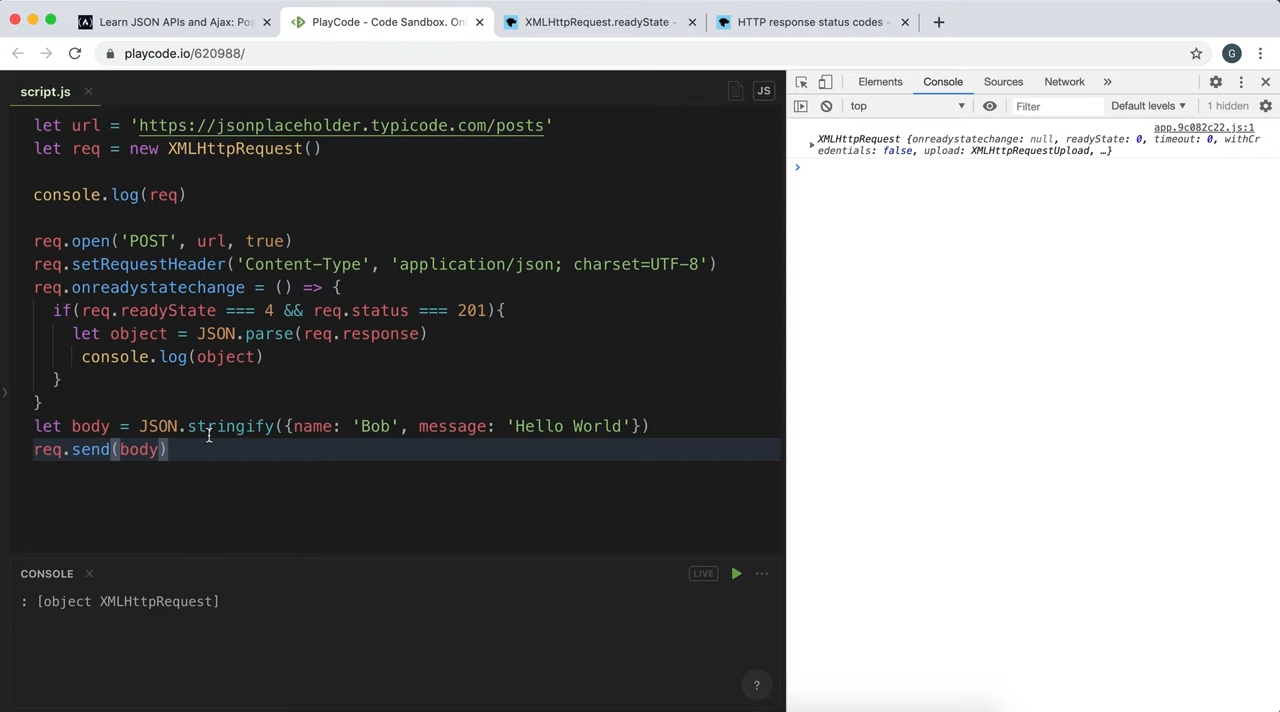 Learn JSON APIs and Ajax: Pos
PlayCode - Code Sandbox. On
XMLHttpRequest.readyState -
HTTP response status codes -
playcode.io/620988/
G
script.js
JS
let url = 'https://jsonplaceholder.typicode.com/posts'
let req = new XMLHttpRequest()
console.log(req)
req.open('POST', url, true)
req.setRequestHeader('Content-Type', 'application/json; charset=UTF-8')
req.onreadystatechange = () => {
if(req.readyState === 4 && req.status === 201){
let object = JSON.parse(req.response)
console.log(object)
}
}
let body = JSON.stringify({name: 'Bob', message: 'Hello World'})
req.send(body)
CONSOLE
LIVE
: [object XMLHttpRequest]
?
Elements
Console
Sources
Network
»
top
Filter
Default levels
1 hidden
app.9c082c22.js:1
XMLHttpRequest {onreadystatechange: null, readyState: 0, timeout: 0, withCr
edentials: false, upload: XMLHttpRequestUpload, …}